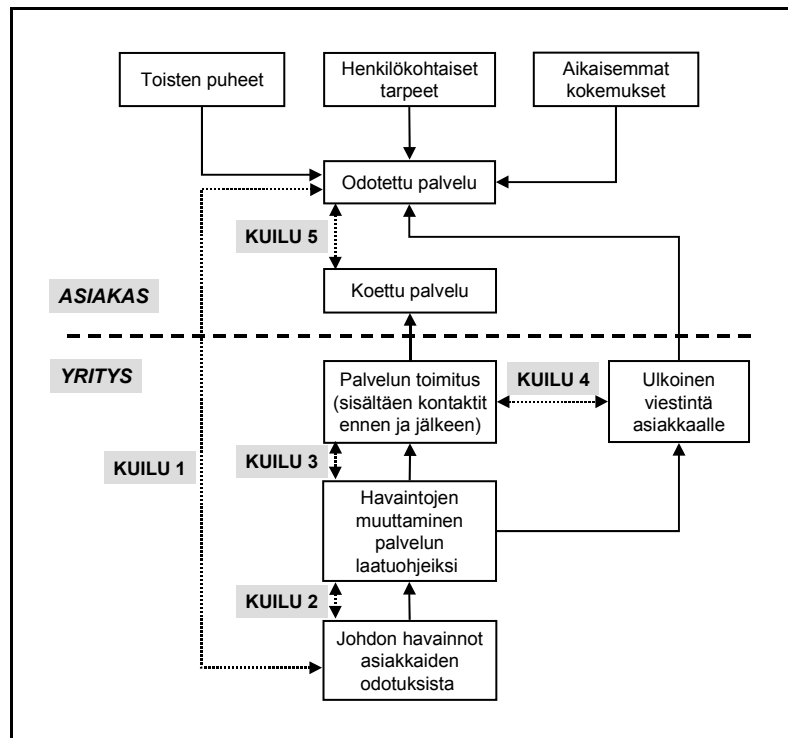 Toisten puheet
Henkilökohtaiset
tarpeet
Aikaisemmat
kokemukset
Odotettu palvelu
KUILU 5
ASIAKAS
Koettu palvelu
YRITYS
Palvelun toimitus
(sisältäen kontaktit
ennen ja jälkeen)
KUILU 4
Ulkoinen
viestintä
asiakkaalle
KUILU 1
KUILU 3
Havaintojen
muuttaminen
palvelun
laatuohjeiksi
KUILU 2
Johdon havainnot
asiakkaiden
odotuksista